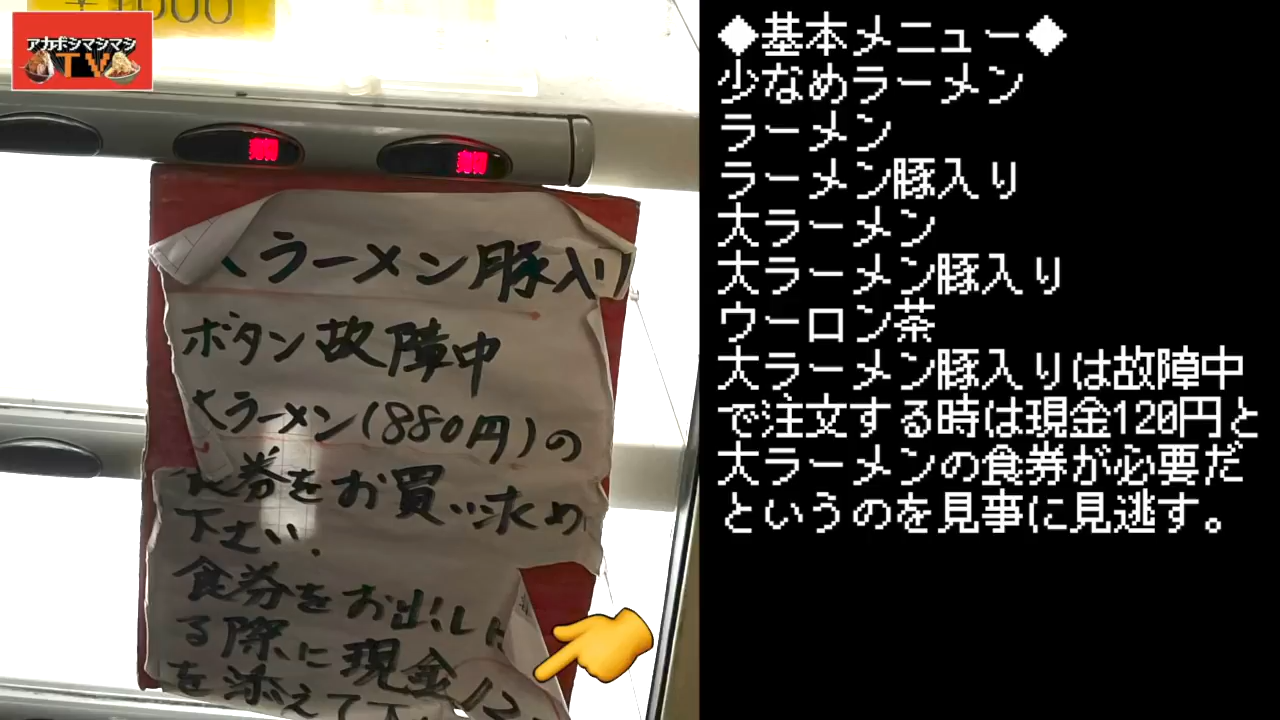 ¥1000
アカボシマシマシ
TV
ラーメン豚入り
ボタン故障中
大ラーメン(880円)の
食券をお買い求め
下さい.
食券をお出しに
る際に現金12
を添えて下
◆基本メニュー◆
少なめラーメン
ラーメン
ラーメン豚入り
大ラーメン
大ラーメン豚入り
ウーロン茶
大ラーメン豚入りは故障中
で注文する時は現金120円と
大ラーメンの食券が必要だ
というのを見事に見逃す。